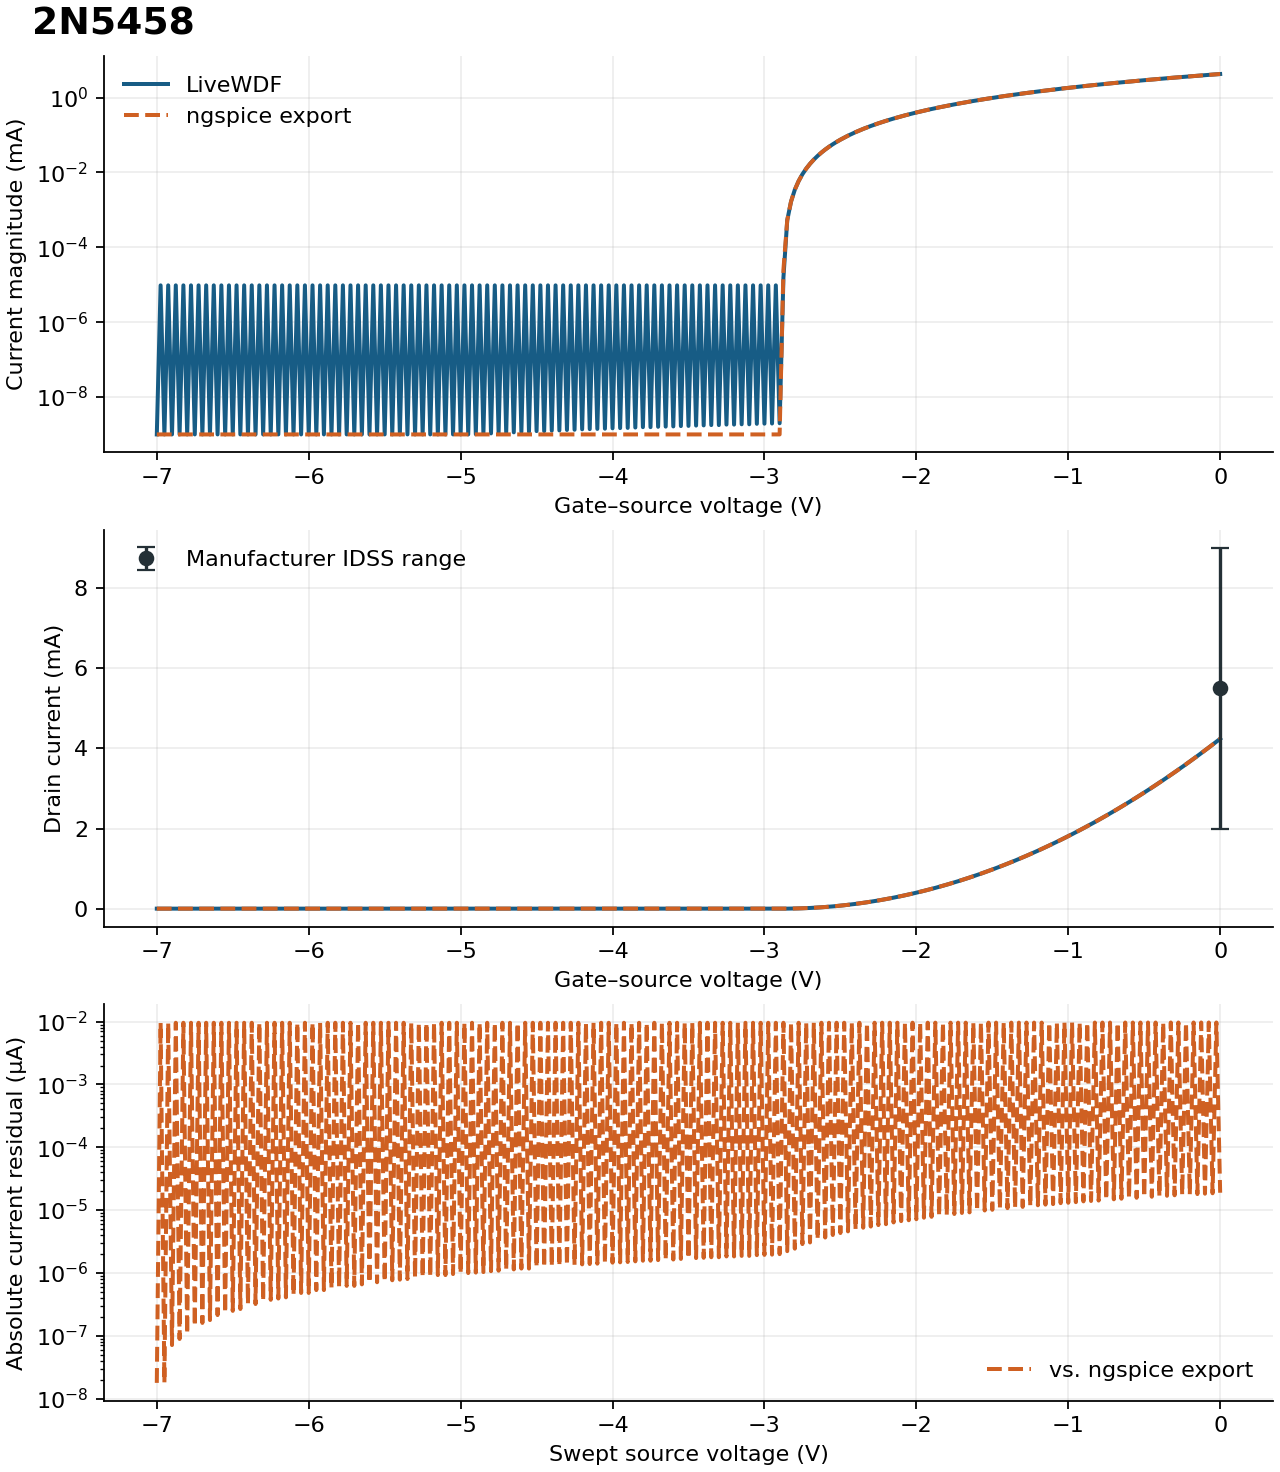 2N5458
LiveWDF
ngspice export
Current magnitude (mA)
10⁰
10⁻²
10⁻⁴
10⁻⁶
10⁻⁸
−7 −6 −5 −4 −3 −2 −1 0
Gate–source voltage (V)
Manufacturer IDSS range
Drain current (mA)
8
6
4
2
0
−7 −6 −5 −4 −3 −2 −1 0
Gate–source voltage (V)
Absolute current residual (µA)
10⁻²
10⁻³
10⁻⁴
10⁻⁵
10⁻⁶
10⁻⁷
10⁻⁸
vs. ngspice export
−7 −6 −5 −4 −3 −2 −1 0
Swept source voltage (V)